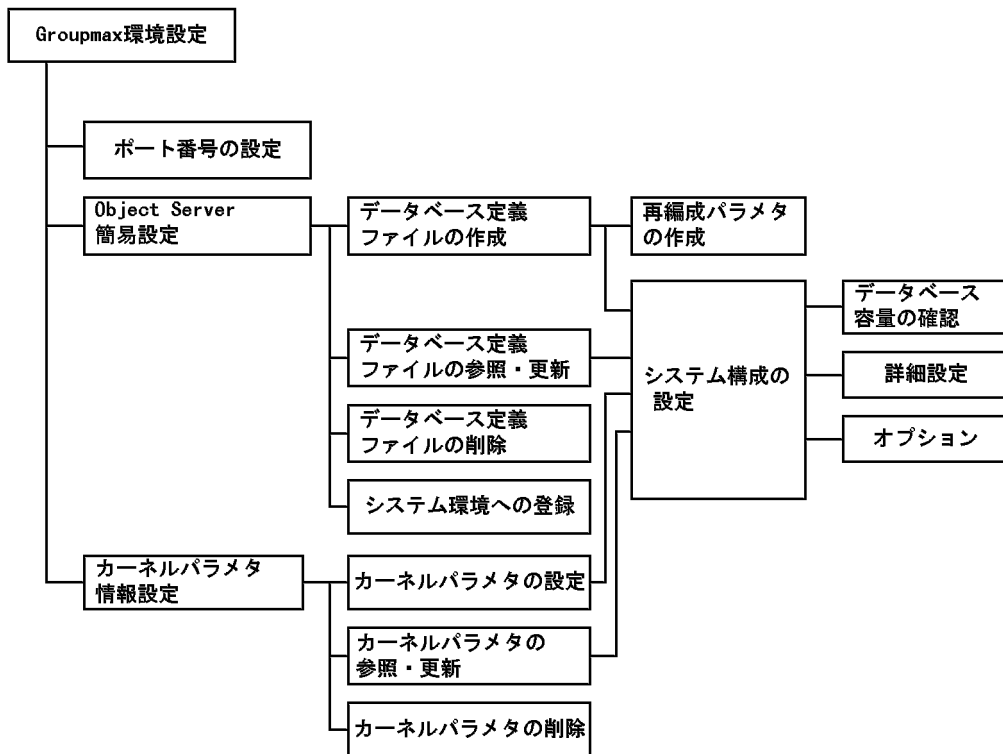 Groupmax環境設定
ポート番号の設定
Object Server
簡易設定
データベース定義
ファイルの作成
再編成パラメタ
の作成
データベース
容量の確認
データベース定義
ファイルの参照・更新
システム構成の
設定
詳細設定
データベース定義
ファイルの削除
オプション
システム環境への登録
カーネルパラメタ
情報設定
カーネルパラメタの設定
カーネルパラメタの
参照・更新
カーネルパラメタの削除